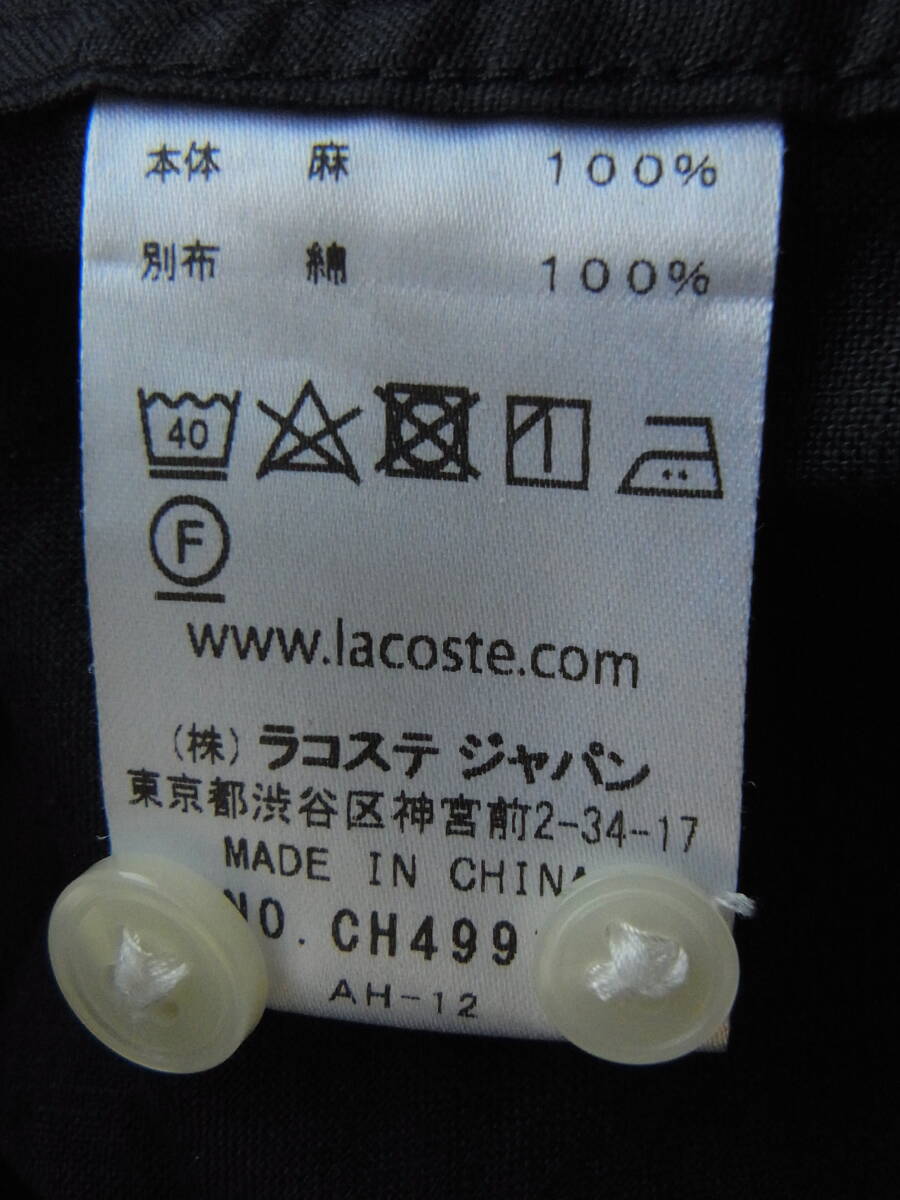 本体 麻 100%
別布 綿 100%
40
F
www.lacoste.com
(株) ラコステ ジャパン
東京都渋谷区神宮前2-34-17
MADE IN CHINA
NO. CH499
AH-12